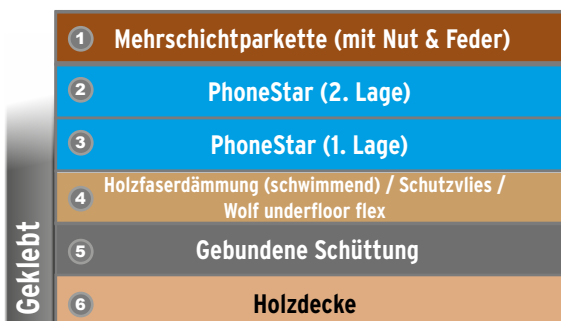 1 Mehrschichtparkette (mit Nut & Feder)
2 PhoneStar (2. Lage)
3 PhoneStar (1. Lage)
4 Holzfaserdämmung (schwimmend) / Schutzvlies /
Wolf underfloor flex
5 Gebundene Schüttung
6 Holzdecke
Geklebt